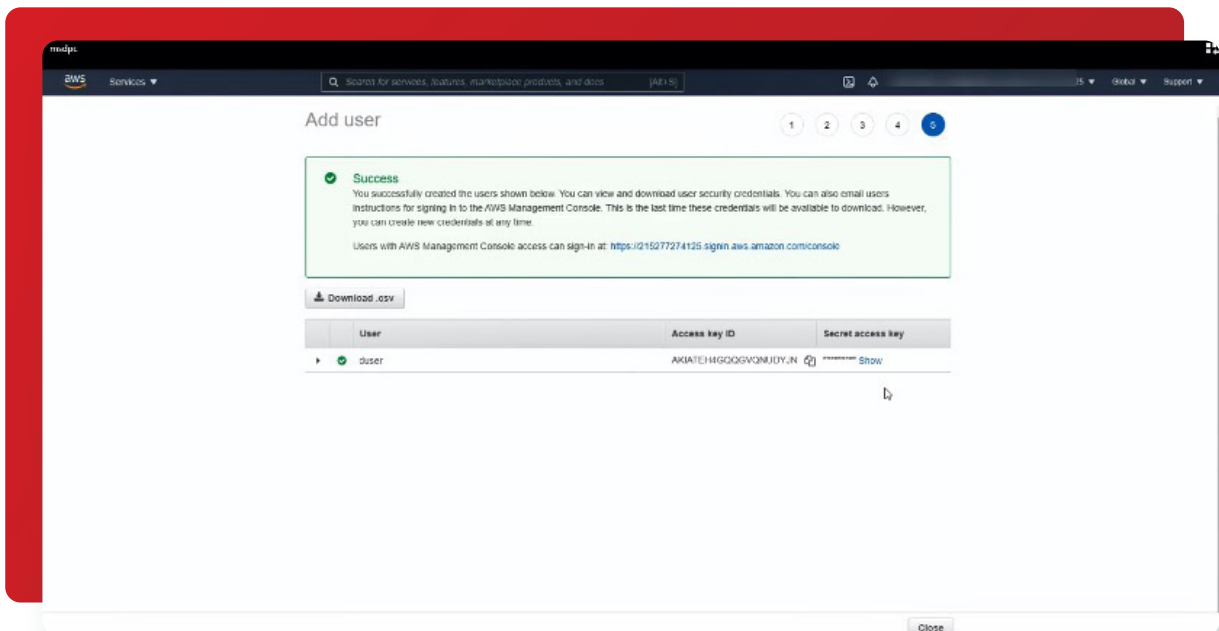 msdpc
aws Services ▼ Search for services, features, marketplace products, and docs [Alt+S] Global ▼ Support ▼
Add user 1 2 3 4 5
Success
You successfully created the users shown below. You can view and download user security credentials. You can also email users
instructions for signing in to the AWS Management Console. This is the last time these credentials will be available to download. However,
you can create new credentials at any time.
Users with AWS Management Console access can sign-in at: https://215277274125.signin.aws.amazon.com/console
Download .csv
User Access key ID Secret access key
duser ********* Show
Close